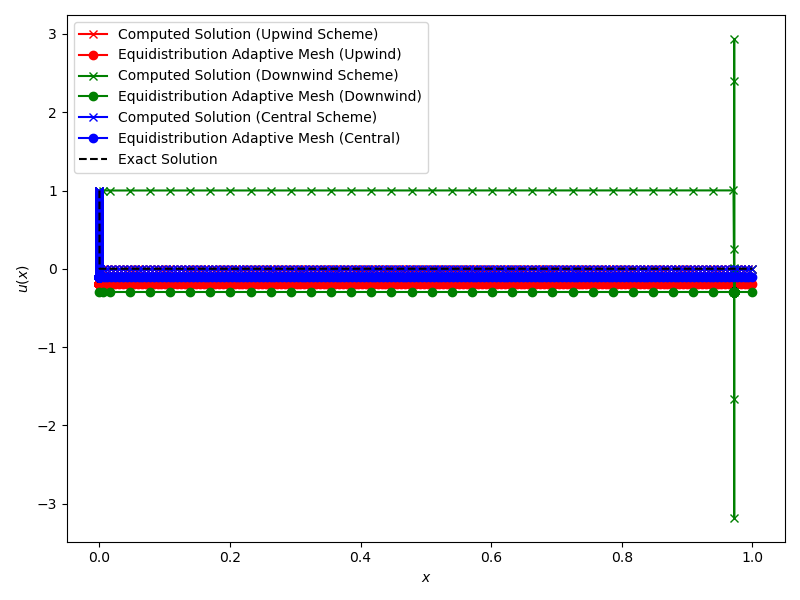 Computed Solution (Upwind Scheme)
Equidistribution Adaptive Mesh (Upwind)
Computed Solution (Downwind Scheme)
Equidistribution Adaptive Mesh (Downwind)
Computed Solution (Central Scheme)
Equidistribution Adaptive Mesh (Central)
Exact Solution
3
2
1
0
−1
−2
−3
u(x)
0.0 0.2 0.4 0.6 0.8 1.0
x